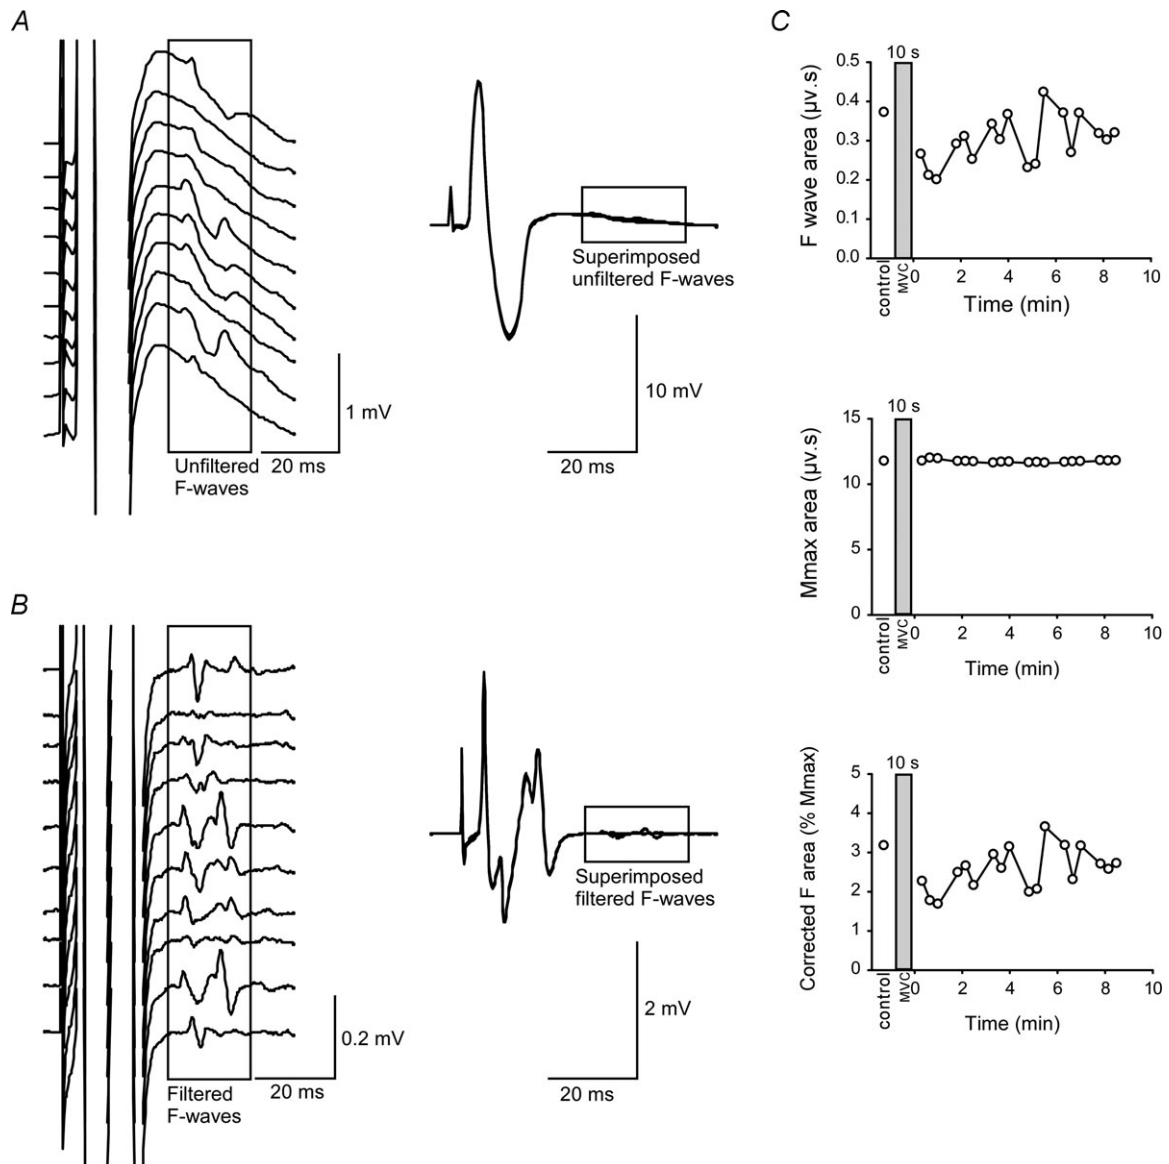 A
Unfiltered
F-waves
1 mV
20 ms
Superimposed
unfiltered F-waves
10 mV
20 ms
B
Filtered
F-waves
0.2 mV
20 ms
Superimposed
filtered F-waves
2 mV
20 ms
C
10 s
F wave area (µv.s)
0.5
0.4
0.3
0.2
0.1
0.0
control
MVC
0 2 4 6 8 10
Time (min)
10 s
Mmax area (µv.s)
15
10
5
0
control
MVC
0 2 4 6 8 10
Time (min)
10 s
Corrected F area (% Mmax)
5
4
3
2
1
0
control
MVC
0 2 4 6 8 10
Time (min)